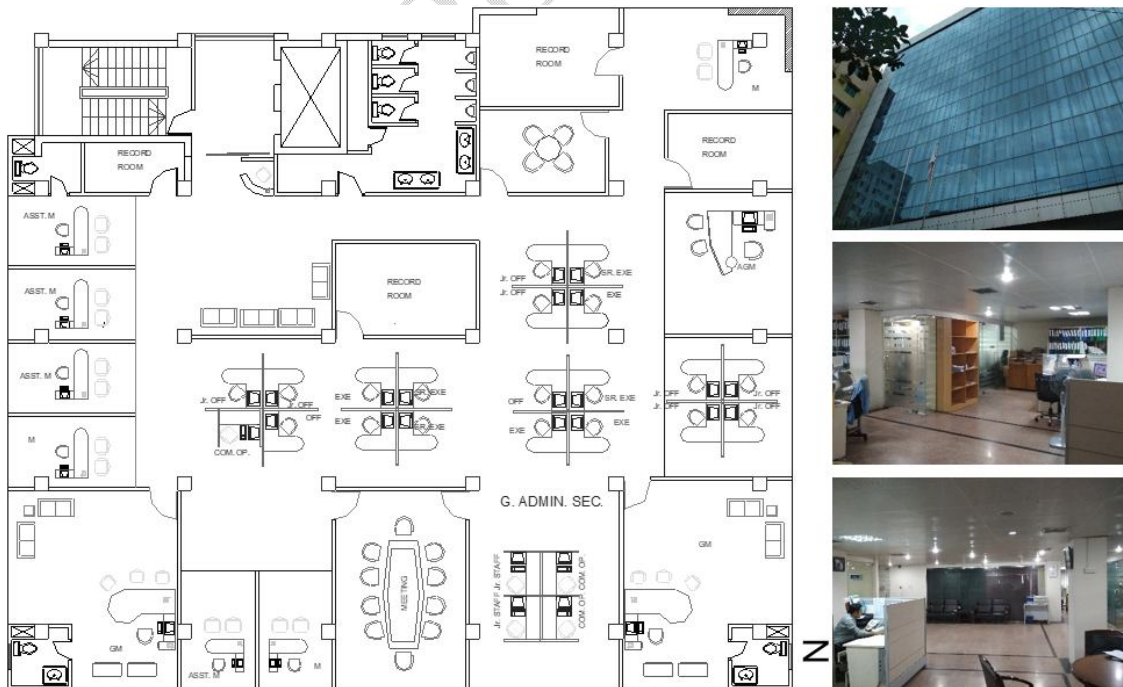 RECORD
ROOM
M
RECORD
ROOM
RECORD
ROOM
ASST. M
AGM
Jr. OFF
SR. EXE
Jr. OFF
EXE
RECORD
ROOM
ASST. M
ASST. M
Jr. OFF
Jr. OFF
OFF
COM. OP.
EXE
SR. EXE
EXE
SR. EXE
OFF
SR. EXE
EXE
EXE
Jr. OFF
Jr. OFF
Jr. OFF
Jr. OFF
M
G. ADMIN. SEC.
GM
Jr. STAFF
COM. OP.
MEETING
Jr. STAFF
COM. OP.
GM
ASST. M
M
N